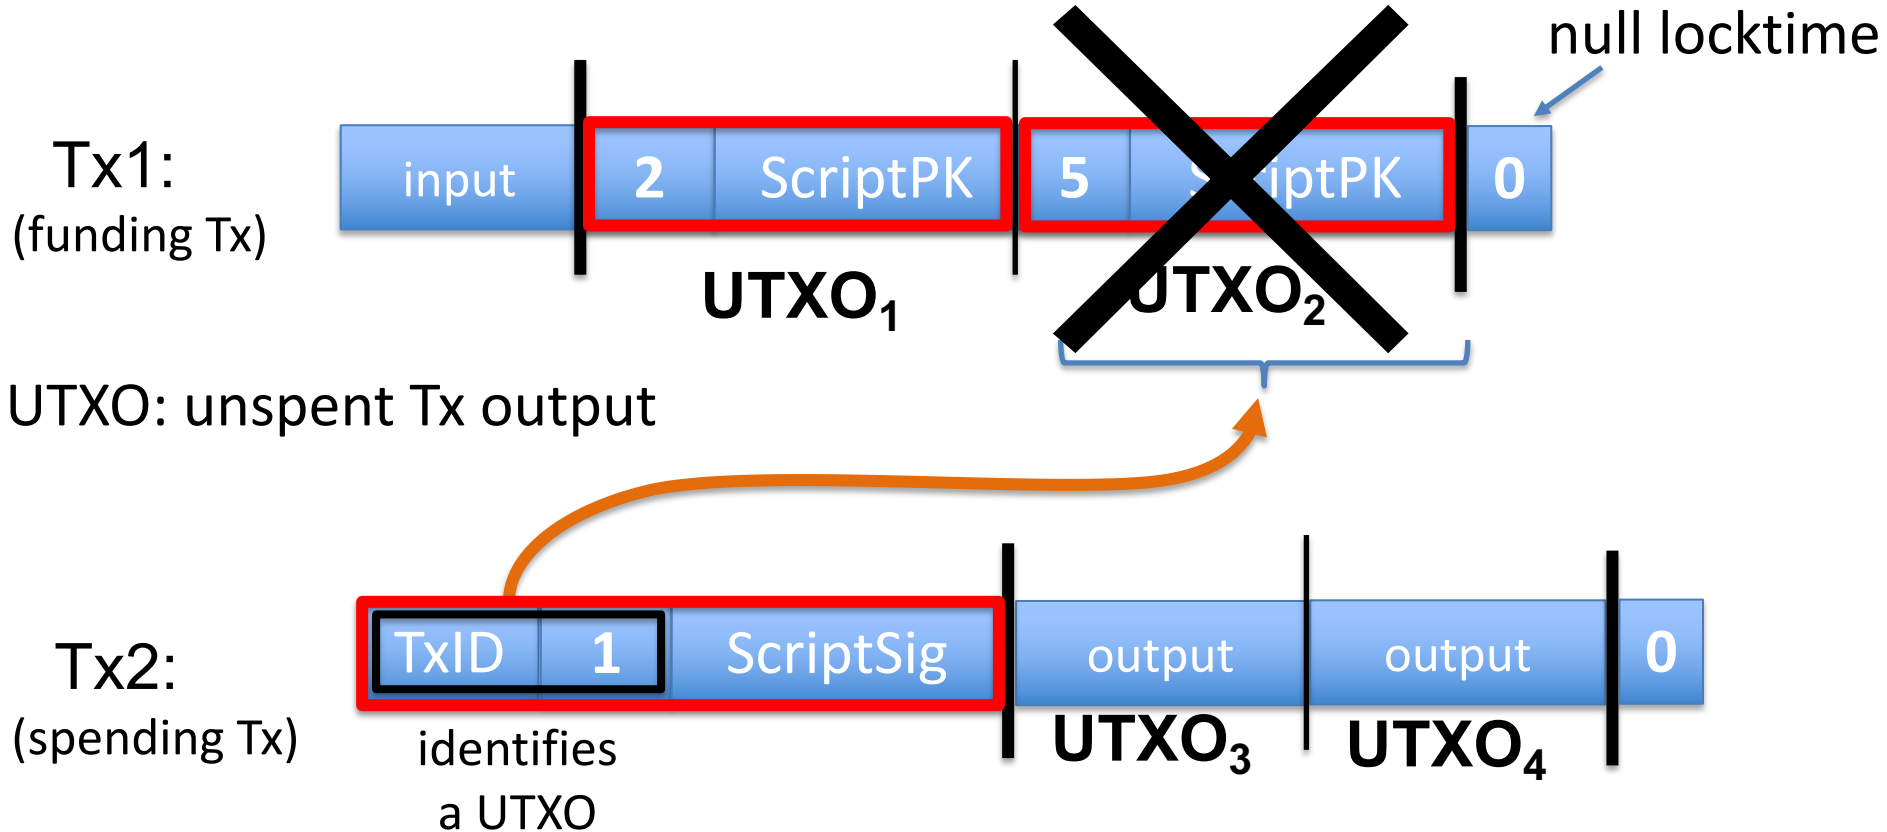 null locktime
Tx1:
(funding Tx)
input
2
ScriptPK
5
ScriptPK
0
UTXO₁
UTXO₂
UTXO: unspent Tx output
Tx2:
(spending Tx)
TxID
1
ScriptSig
output
output
0
identifies
a UTXO
UTXO₃
UTXO₄